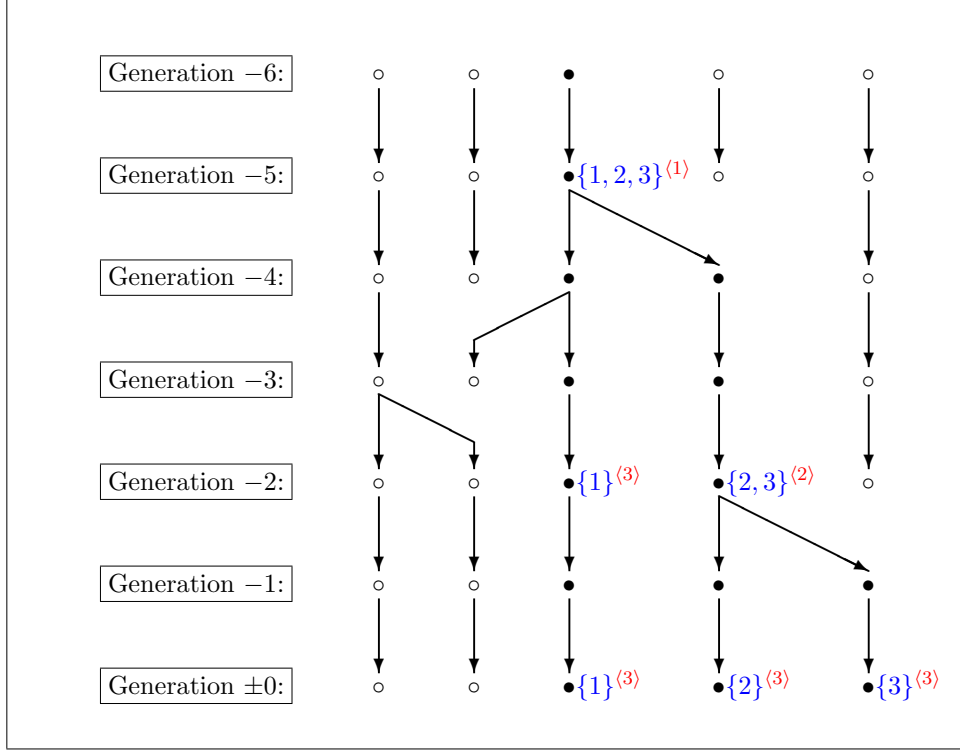 Generation −6:
Generation −5: {1, 2, 3}⟨1⟩
Generation −4:
Generation −3:
Generation −2: {1}⟨3⟩ {2, 3}⟨2⟩
Generation −1:
Generation ±0: {1}⟨3⟩ {2}⟨3⟩ {3}⟨3⟩